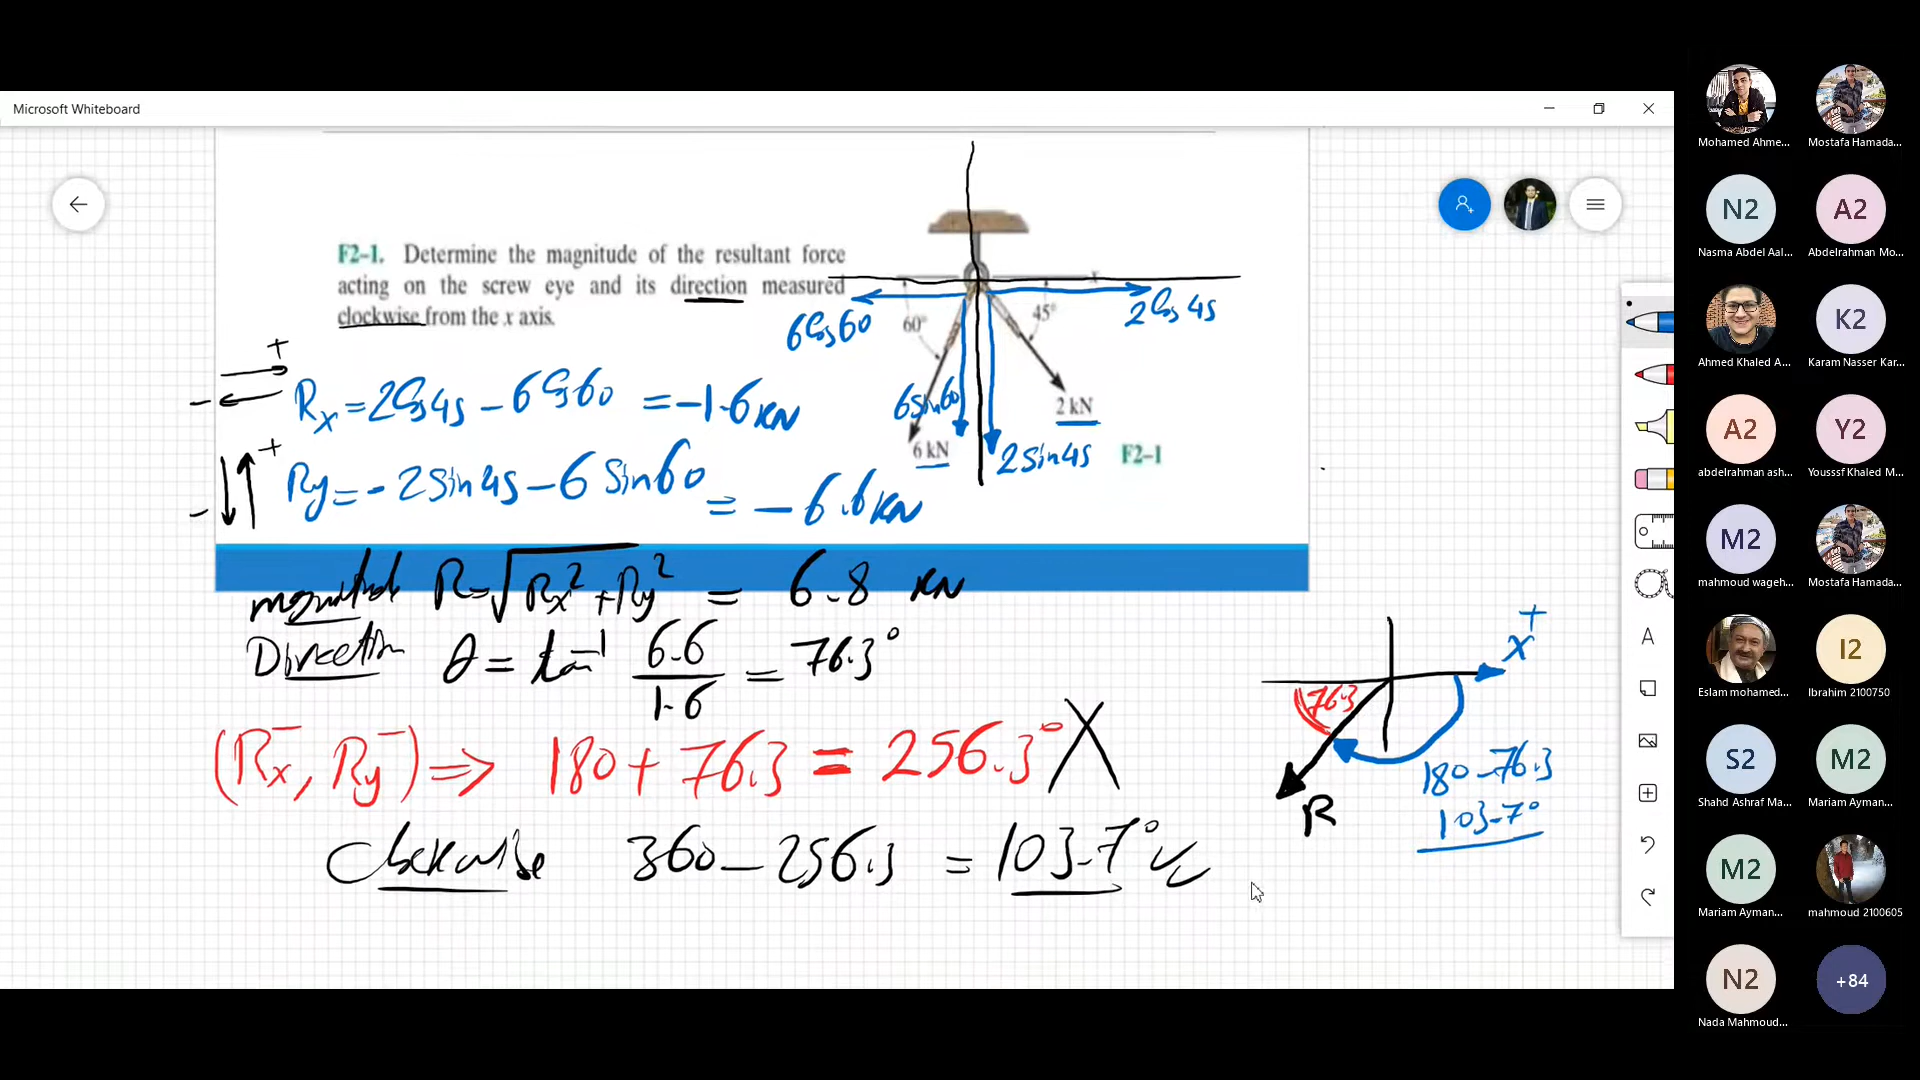 Microsoft Whiteboard
F2–1. Determine the magnitude of the resultant force
acting on the screw eye and its direction measured
clockwise from the x axis.
x
60°
45°
6 kN
2 kN
F2–1
6Cos60
2Cos45
6sin60
2sin45
+
-
Rx = 2Cos45 - 6Cos60 = -1.6 KN
+
-
Ry = -2Sin45 - 6Sin60 = -6.6 KN
magnitude R = √Rx² + Ry² = 6.8 KN
Direction θ = tan⁻¹ 6.6/1.6 = 76.3°
(Rx⁻, Ry⁻) ⇒ 180 + 76.3 = 256.3° X
Clockwise 360 - 256.3 = 103.7° ✓
x+
76.3
R
180-76.3
103.7°
A
Mohamed Ahme...
Mostafa Hamada...
N2
A2
Nasma Abdel Aal...
Abdelrahman Mo...
K2
Ahmed Khaled A...
Karam Nasser Kar...
A2
Y2
abdelrahman ash...
Yousssf Khaled M...
M2
mahmoud wageh...
Mostafa Hamada...
I2
Eslam mohamed...
Ibrahim 2100750
S2
M2
Shahd Ashraf Ma...
Mariam Ayman...
M2
Mariam Ayman...
mahmoud 2100605
N2
+84
Nada Mahmoud...